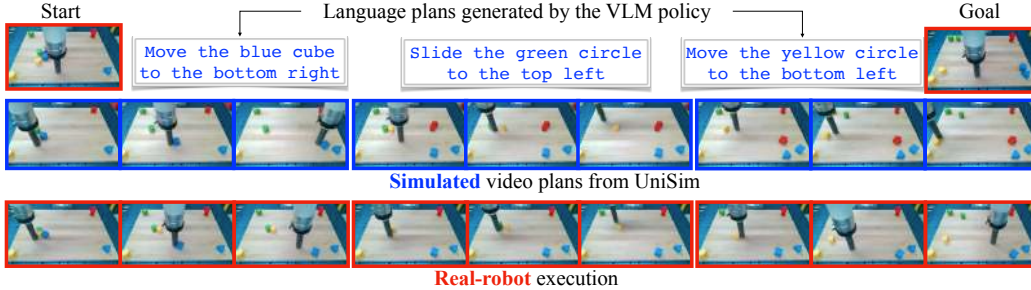 Start
Language plans generated by the VLM policy
Goal
Move the blue cube
to the bottom right
Slide the green circle
to the top left
Move the yellow circle
to the bottom left
Simulated video plans from UniSim
Real-robot execution